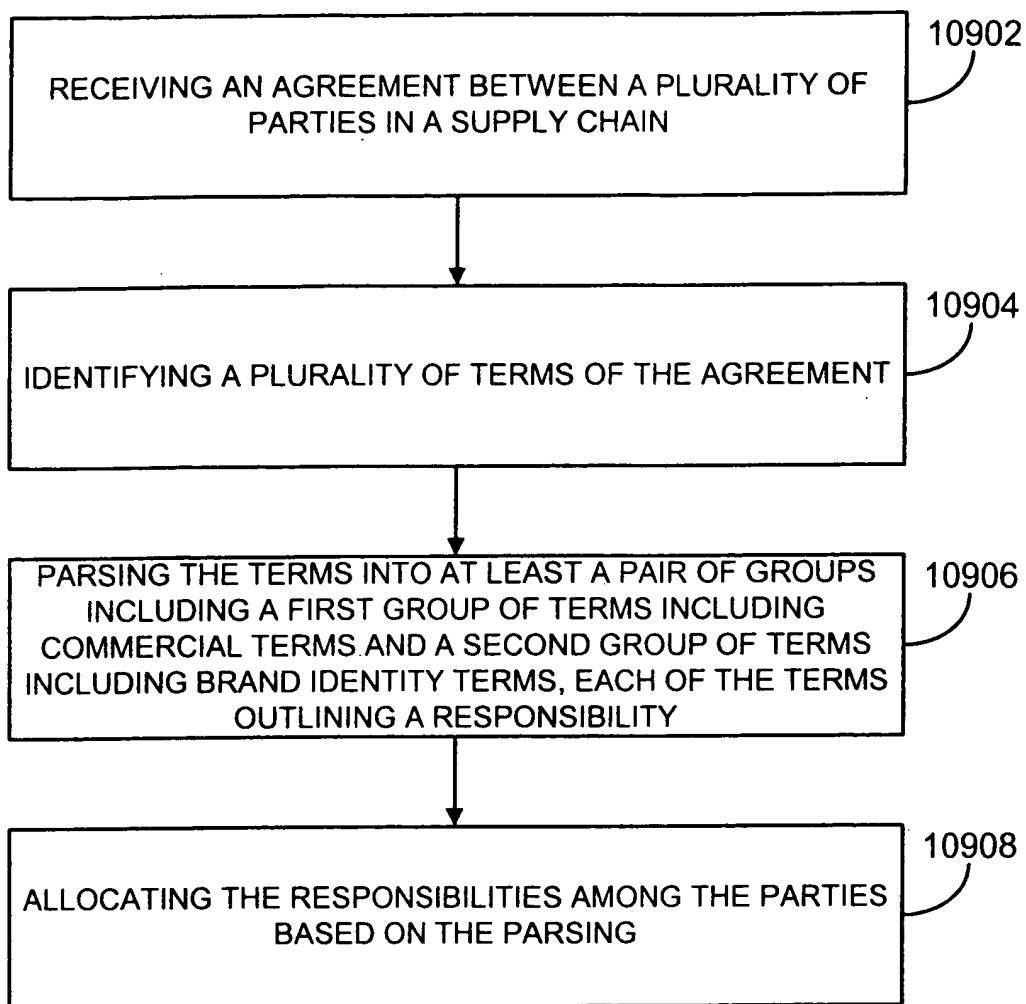 10902
RECEIVING AN AGREEMENT BETWEEN A PLURALITY OF
PARTIES IN A SUPPLY CHAIN
10904
IDENTIFYING A PLURALITY OF TERMS OF THE AGREEMENT
10906
PARSING THE TERMS INTO AT LEAST A PAIR OF GROUPS
INCLUDING A FIRST GROUP OF TERMS INCLUDING
COMMERCIAL TERMS AND A SECOND GROUP OF TERMS
INCLUDING BRAND IDENTITY TERMS, EACH OF THE TERMS
OUTLINING A RESPONSIBILITY
10908
ALLOCATING THE RESPONSIBILITIES AMONG THE PARTIES
BASED ON THE PARSING